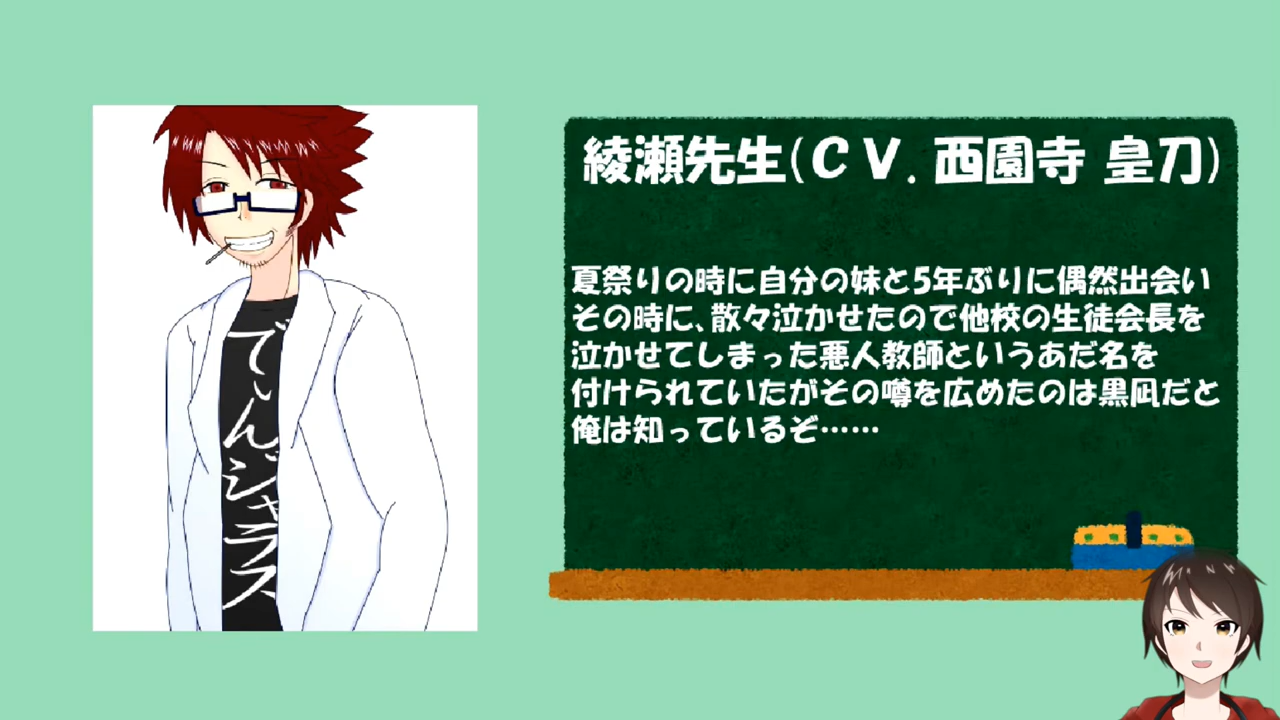 綾瀬先生(CV.西園寺 皇刀)
夏祭りの時に自分の妹と5年ぶりに偶然出会い
その時に、散々泣かせたので他校の生徒会長を
泣かせてしまった悪人教師というあだ名を
付けられていたがその噂を広めたのは黒凪だと
俺は知っているぞ……
でぃんジャラス